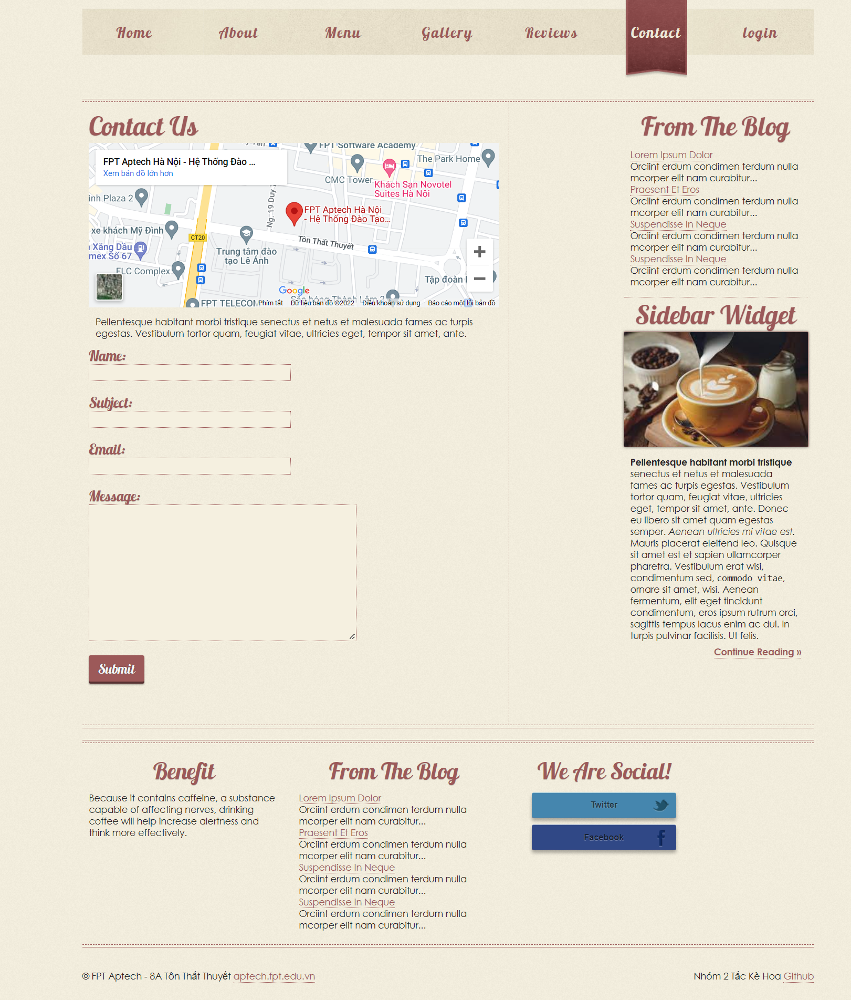 Home About Menu Gallery Reviews Contact login
Contact Us
FPT Software Academy
The Park Home
FPT Aptech Hà Nội - Hệ Thống Đào ...
Xem bản đồ lớn hơn
CMC Tower
Khách Sạn Novotel
Suites Hà Nội
Plaza 2
Ng. 19 Duy
FPT Aptech Hà Nội
- Hệ Thống Đào Tạo...
xe khách Mỹ Đình
CT20
Tôn Thất Thuyết
Xăng Dầu
mex Số 67
Trung tâm đào
tạo Lê Ánh
FLC Complex
Tập đoàn
Google
FPT TELECOM
Phím tắt Dữ liệu bản đồ ©2022 Điều khoản sử dụng Báo cáo một lỗi bản đồ
Pellentesque habitant morbi tristique senectus et netus et malesuada fames ac turpis
egestas. Vestibulum tortor quam, feugiat vitae, ultricies eget, tempor sit amet, ante.
Name:
Subject:
Email:
Message:
Submit
From The Blog
Lorem Ipsum Dolor
Orciint erdum condimen terdum nulla
mcorper elit nam curabitur...
Praesent Et Eros
Orciint erdum condimen terdum nulla
mcorper elit nam curabitur...
Suspendisse In Neque
Orciint erdum condimen terdum nulla
mcorper elit nam curabitur...
Suspendisse In Neque
Orciint erdum condimen terdum nulla
mcorper elit nam curabitur...
Sidebar Widget
Pellentesque habitant morbi tristique
senectus et netus et malesuada
fames ac turpis egestas. Vestibulum
tortor quam, feugiat vitae, ultricies
eget, tempor sit amet, ante. Donec
eu libero sit amet quam egestas
semper. Aenean ultricies mi vitae est.
Mauris placerat eleifend leo. Quisque
sit amet est et sapien ullamcorper
pharetra. Vestibulum erat wisi,
condimentum sed, commodo vitae,
ornare sit amet, wisi. Aenean
fermentum, elit eget tincidunt
condimentum, eros ipsum rutrum orci,
sagittis tempus lacus enim ac dui. In
turpis pulvinar facilisis. Ut felis.
Continue Reading »
Benefit
Because it contains caffeine, a substance
capable of affecting nerves, drinking
coffee will help increase alertness and
think more effectively.
From The Blog
Lorem Ipsum Dolor
Orciint erdum condimen terdum nulla
mcorper elit nam curabitur...
Praesent Et Eros
Orciint erdum condimen terdum nulla
mcorper elit nam curabitur...
Suspendisse In Neque
Orciint erdum condimen terdum nulla
mcorper elit nam curabitur...
Suspendisse In Neque
Orciint erdum condimen terdum nulla
mcorper elit nam curabitur...
We Are Social!
Twitter
Facebook
© FPT Aptech - 8A Tôn Thất Thuyết aptech.fpt.edu.vn
Nhóm 2 Tắc Kè Hoa Github